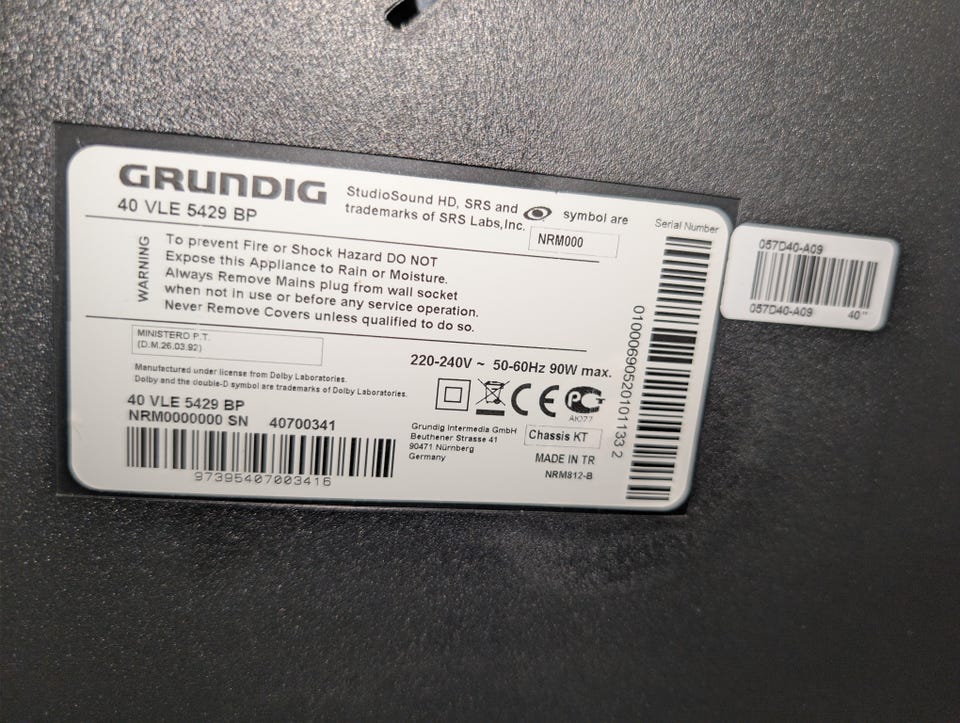 GRUNDIG
40 VLE 5429 BP
StudioSound HD, SRS and symbol are
trademarks of SRS Labs,Inc.
NRM000
WARNING
To prevent Fire or Shock Hazard DO NOT
Expose this Appliance to Rain or Moisture.
Always Remove Mains plug from wall socket
when not in use or before any service operation.
Never Remove Covers unless qualified to do so.
MINISTERO P.T.
(D.M.26.03.92)
220-240V ~ 50-60Hz 90W max.
Manufactured under license from Dolby Laboratories.
Dolby and the double-D symbol are trademarks of Dolby Laboratories.
40 VLE 5429 BP
NRM0000000 SN 40700341
97395407003416
Grundig Intermedia GmbH
Beuthener Strasse 41
90471 Nürnberg
Germany
CE
PC
Chassis KT
MADE IN TR
NRM812-B
Serial Number
01000690520101133 2
057D40-A09
057D40-A09 40"